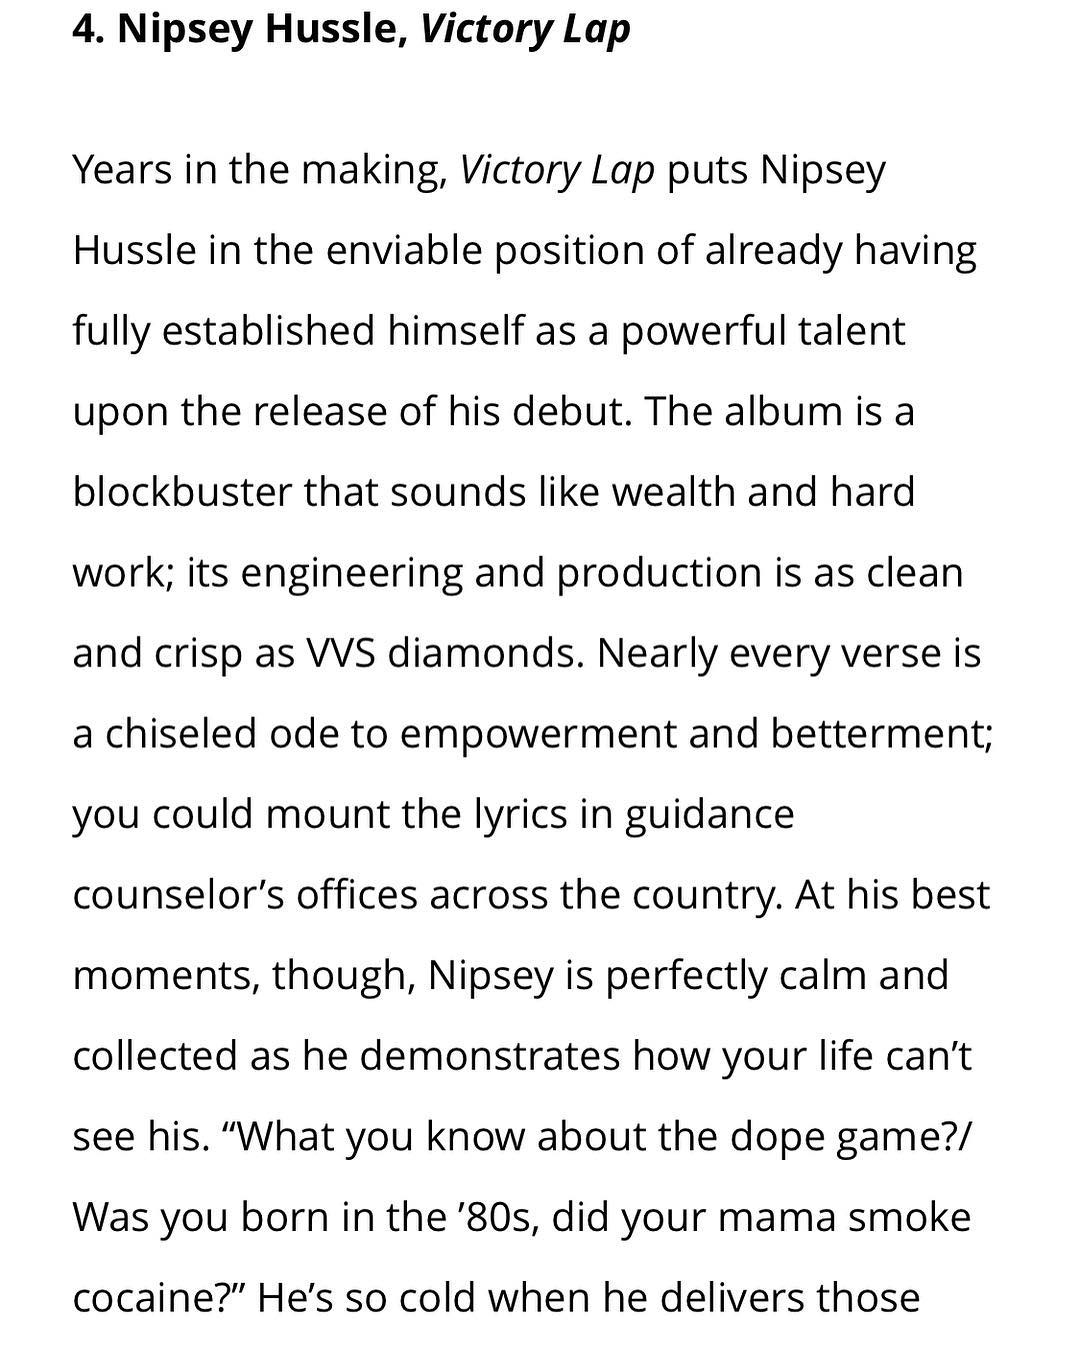 4. Nipsey Hussle, Victory Lap
Years in the making, Victory Lap puts Nipsey
Hussle in the enviable position of already having
fully established himself as a powerful talent
upon the release of his debut. The album is a
blockbuster that sounds like wealth and hard
work; its engineering and production is as clean
and crisp as VVS diamonds. Nearly every verse is
a chiseled ode to empowerment and betterment;
you could mount the lyrics in guidance
counselor’s offices across the country. At his best
moments, though, Nipsey is perfectly calm and
collected as he demonstrates how your life can’t
see his. “What you know about the dope game?/
Was you born in the ’80s, did your mama smoke
cocaine?” He’s so cold when he delivers those